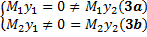 M₁y₁ = 0 ≠ M₁y₂(3a)
M₂y₁ ≠ 0 = M₂y₂(3b)